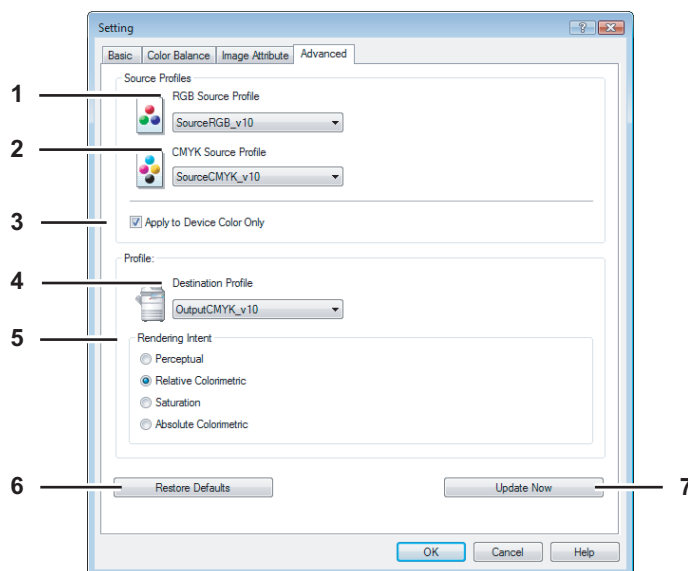 Setting
Basic Color Balance Image Attribute Advanced
Source Profiles
1 RGB Source Profile
SourceRGB_v10
2 CMYK Source Profile
SourceCMYK_v10
3 Apply to Device Color Only
Profile:
4 Destination Profile
OutputCMYK_v10
5 Rendering Intent
Perceptual
Relative Colorimetric
Saturation
Absolute Colorimetric
6 Restore Defaults Update Now 7
OK Cancel Help